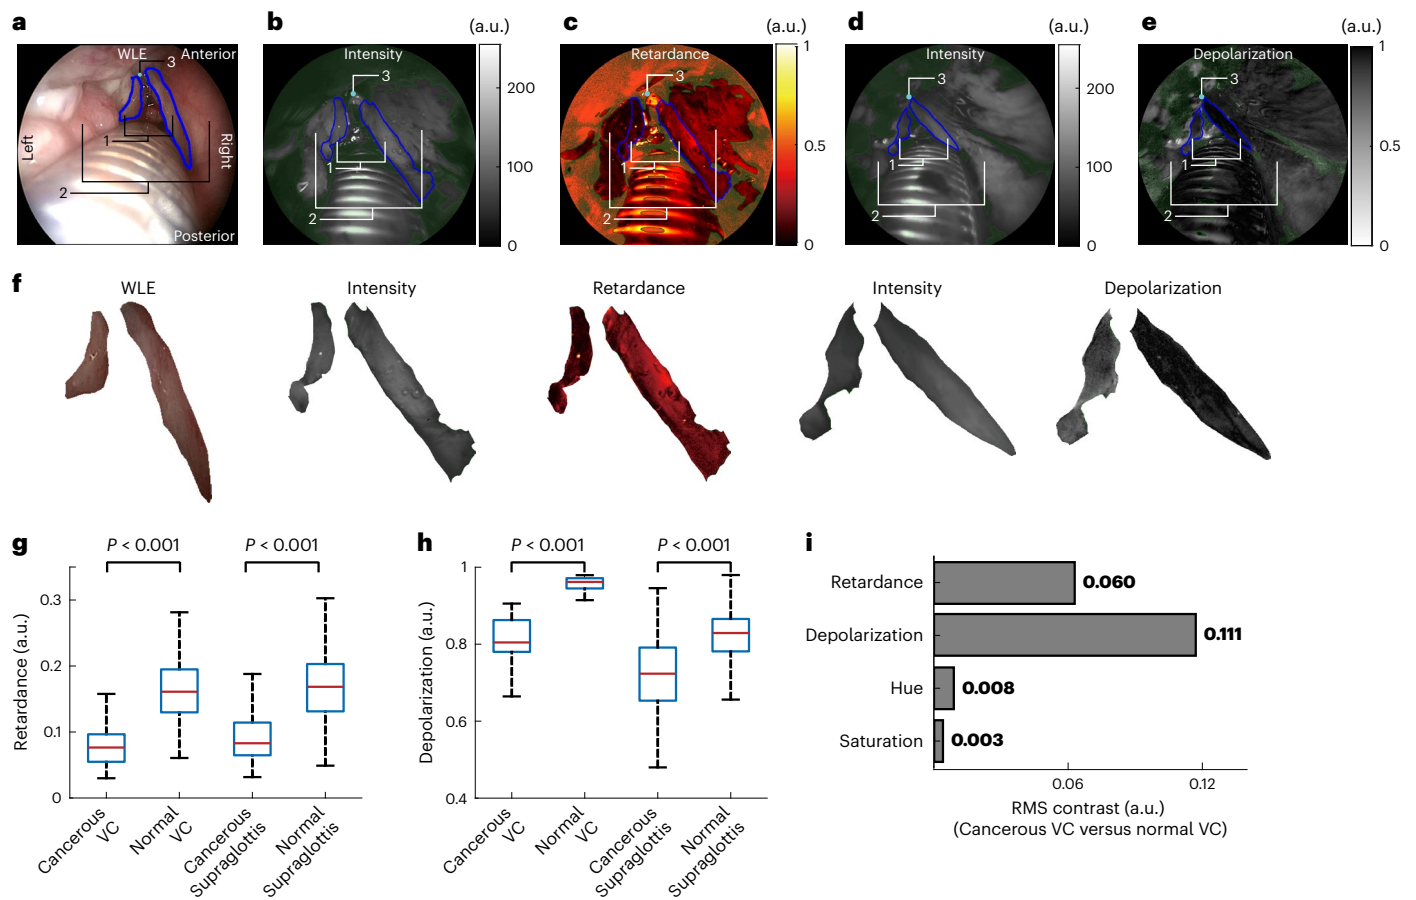 a
WLE
Anterior
3
Left
Right
1
2
Posterior
b
(a.u.)
Intensity
3
1
2
200
100
0
c
(a.u.)
Retardance
3
1
2
1
0.5
0
d
(a.u.)
Intensity
3
1
2
200
100
0
e
(a.u.)
Depolarization
3
1
2
1
0.5
0
f
WLE
Intensity
Retardance
Intensity
Depolarization
g
P < 0.001
P < 0.001
Retardance (a.u.)
0.3
0.2
0.1
0
Cancerous
VC
Normal
VC
Cancerous
Supraglottis
Normal
Supraglottis
h
P < 0.001
P < 0.001
Depolarization (a.u.)
1
0.8
0.6
0.4
Cancerous
VC
Normal
VC
Cancerous
Supraglottis
Normal
Supraglottis
i
Retardance
0.060
Depolarization
0.111
Hue
0.008
Saturation
0.003
0.06
0.12
RMS contrast (a.u.)
(Cancerous VC versus normal VC)